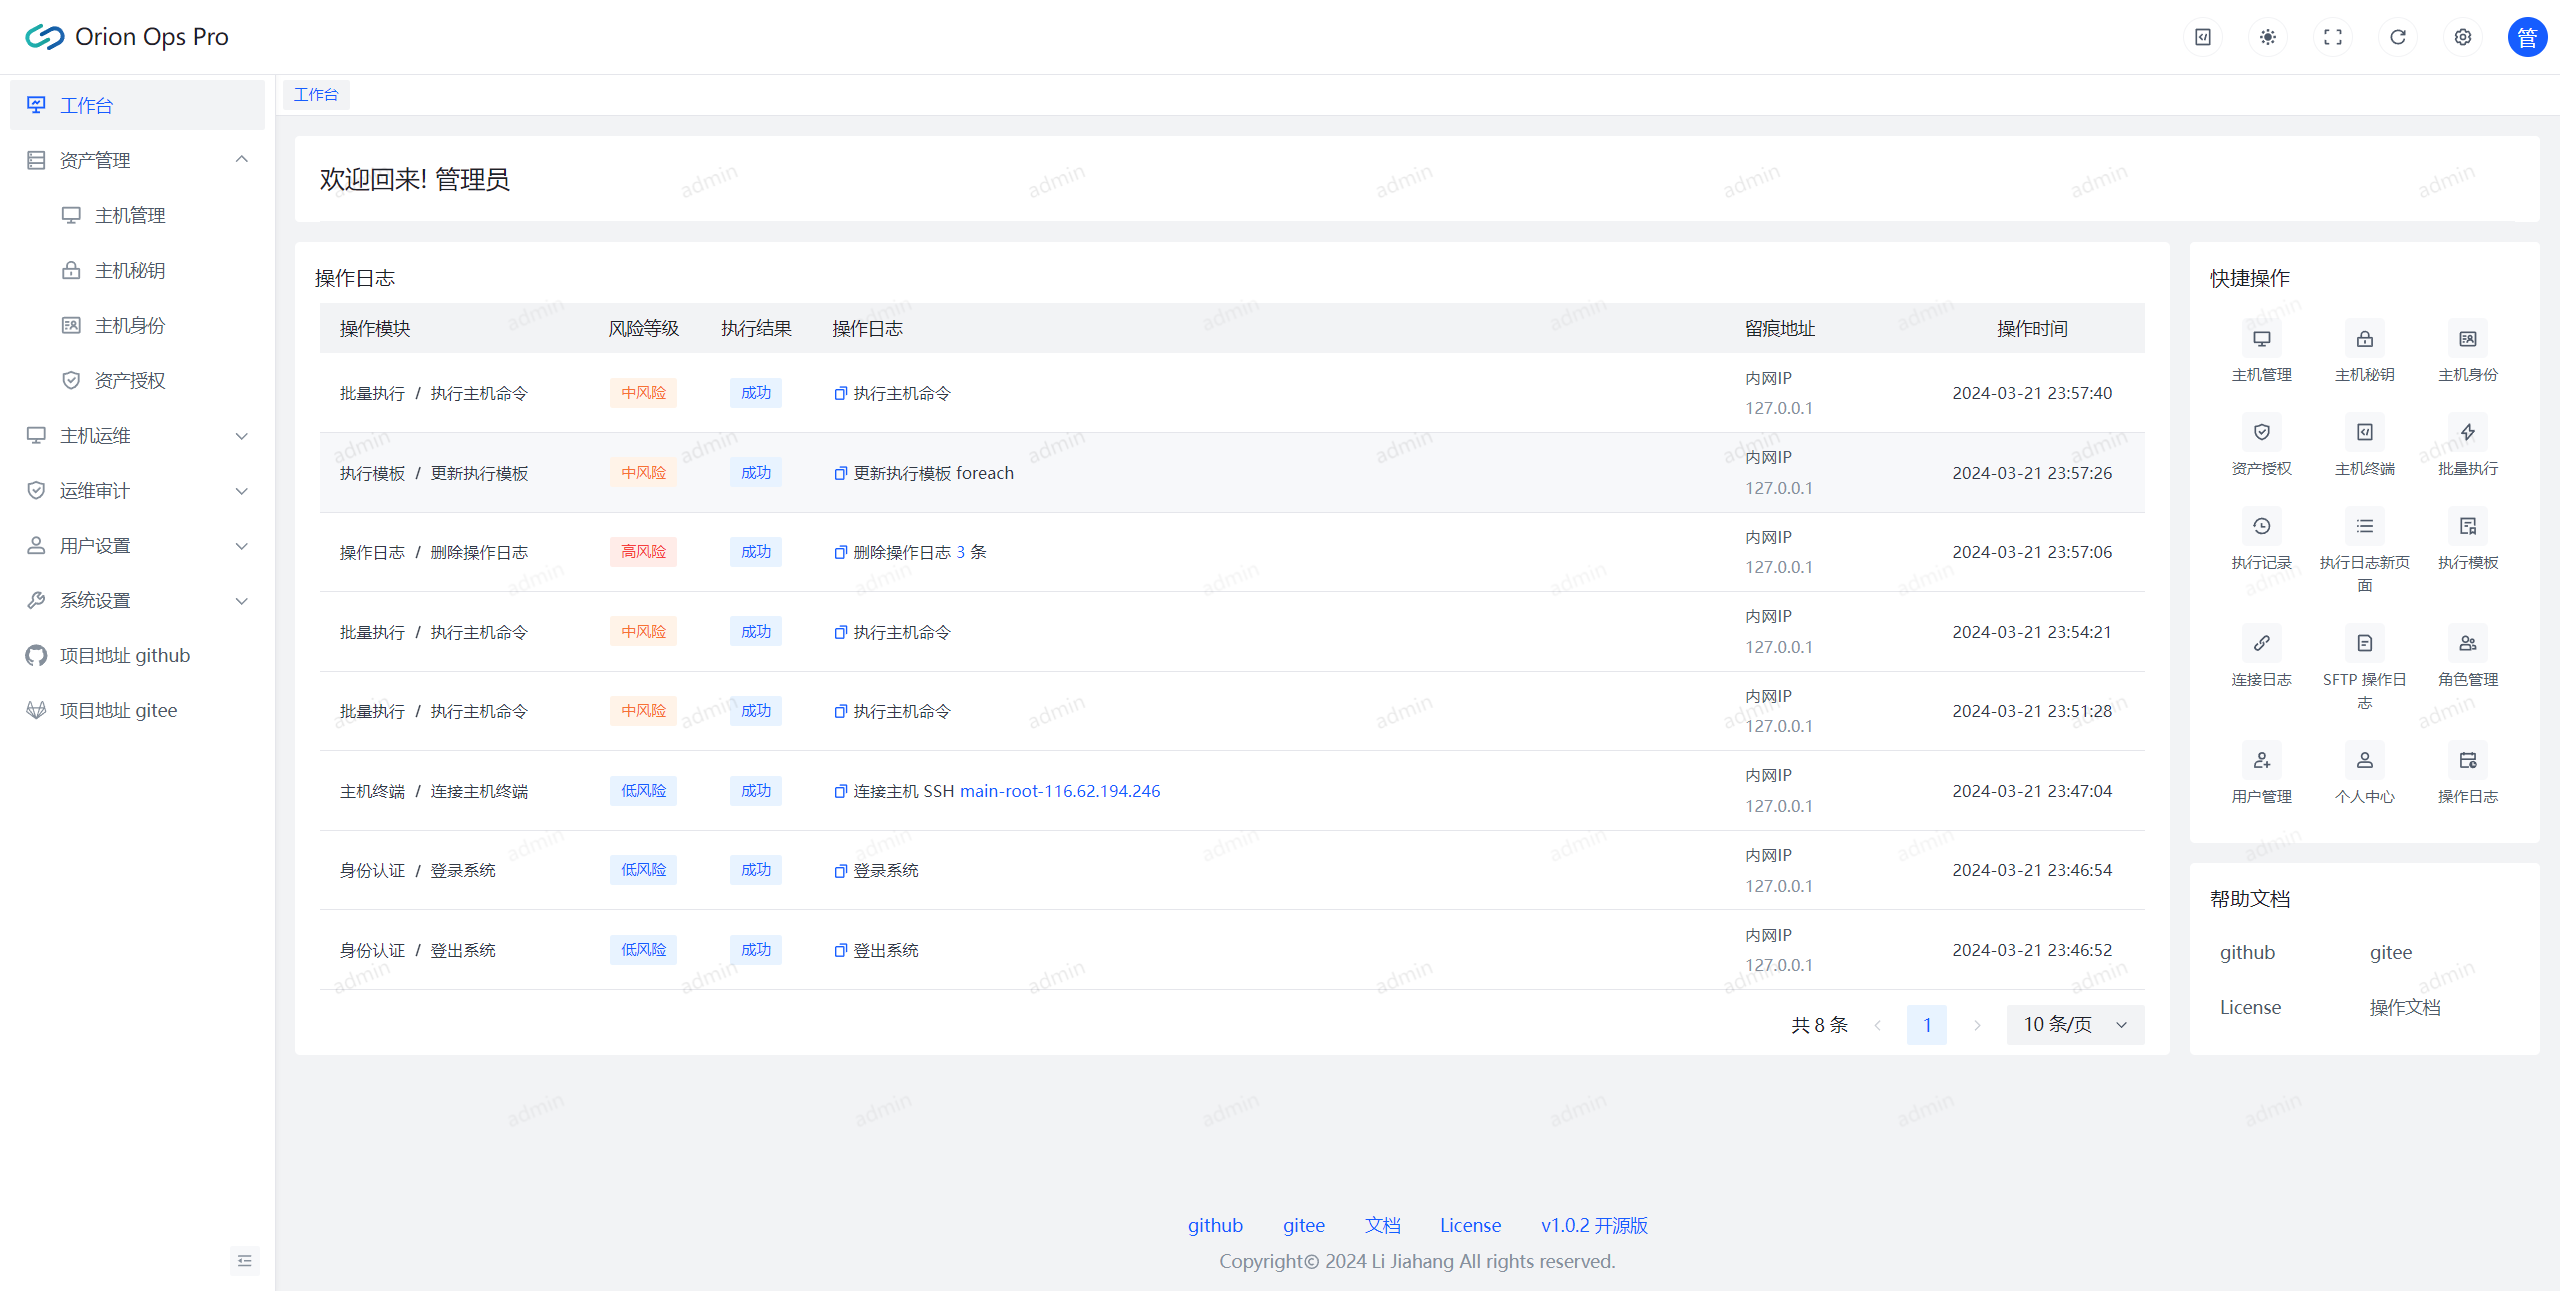 Orion Ops Pro
管
工作台
资产管理
主机管理
主机秘钥
主机身份
资产授权
主机运维
运维审计
用户设置
系统设置
项目地址 github
项目地址 gitee
工作台
欢迎回来! 管理员
操作日志
操作模块 风险等级 执行结果 操作日志 留痕地址 操作时间
批量执行 / 执行主机命令 中风险 成功 执行主机命令 内网IP 127.0.0.1 2024-03-21 23:57:40
执行模板 / 更新执行模板 中风险 成功 更新执行模板 foreach 内网IP 127.0.0.1 2024-03-21 23:57:26
操作日志 / 删除操作日志 高风险 成功 删除操作日志 3 条 内网IP 127.0.0.1 2024-03-21 23:57:06
批量执行 / 执行主机命令 中风险 成功 执行主机命令 内网IP 127.0.0.1 2024-03-21 23:54:21
批量执行 / 执行主机命令 中风险 成功 执行主机命令 内网IP 127.0.0.1 2024-03-21 23:51:28
主机终端 / 连接主机终端 低风险 成功 连接主机 SSH main-root-116.62.194.246 内网IP 127.0.0.1 2024-03-21 23:47:04
身份认证 / 登录系统 低风险 成功 登录系统 内网IP 127.0.0.1 2024-03-21 23:46:54
身份认证 / 登出系统 低风险 成功 登出系统 内网IP 127.0.0.1 2024-03-21 23:46:52
共 8 条 1 10 条/页
快捷操作
主机管理 主机秘钥 主机身份
资产授权 主机终端 批量执行
执行记录 执行日志新页面 执行模板
连接日志 SFTP 操作日志 角色管理
用户管理 个人中心 操作日志
帮助文档
github gitee
License 操作文档
github gitee 文档 License v1.0.2 开源版
Copyright© 2024 Li Jiahang All rights reserved.
admin